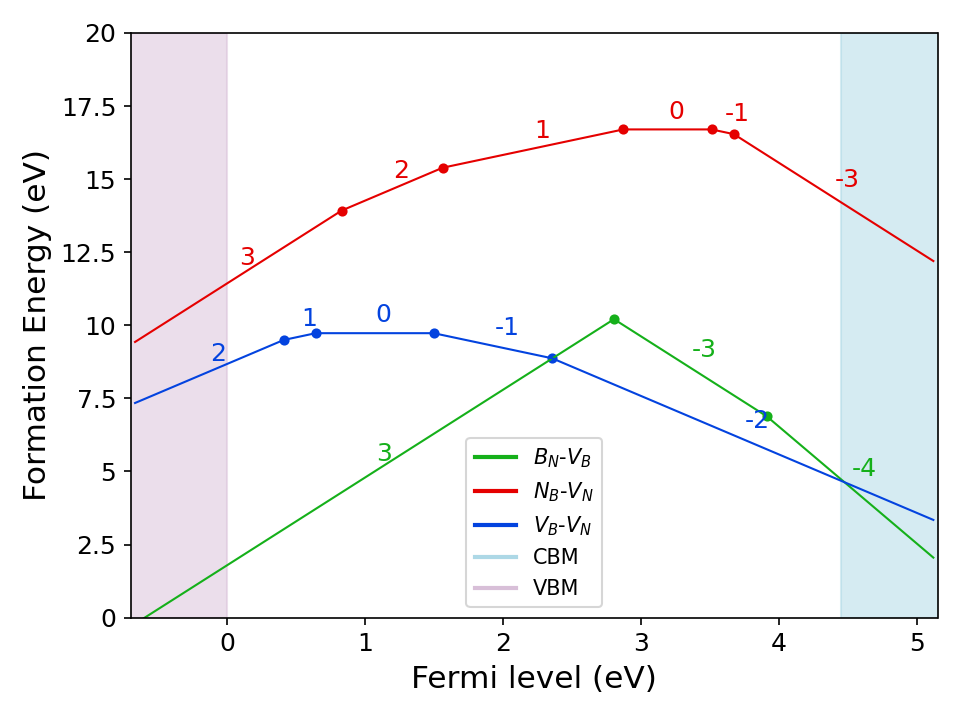 20
17.5
15
12.5
10
7.5
5
2.5
0
Formation Energy (eV)
3
2
1
0
-1
-3
2
1
0
-1
-2
3
-3
-4
B_N-V_B
N_B-V_N
V_B-V_N
CBM
VBM
0 1 2 3 4 5
Fermi level (eV)